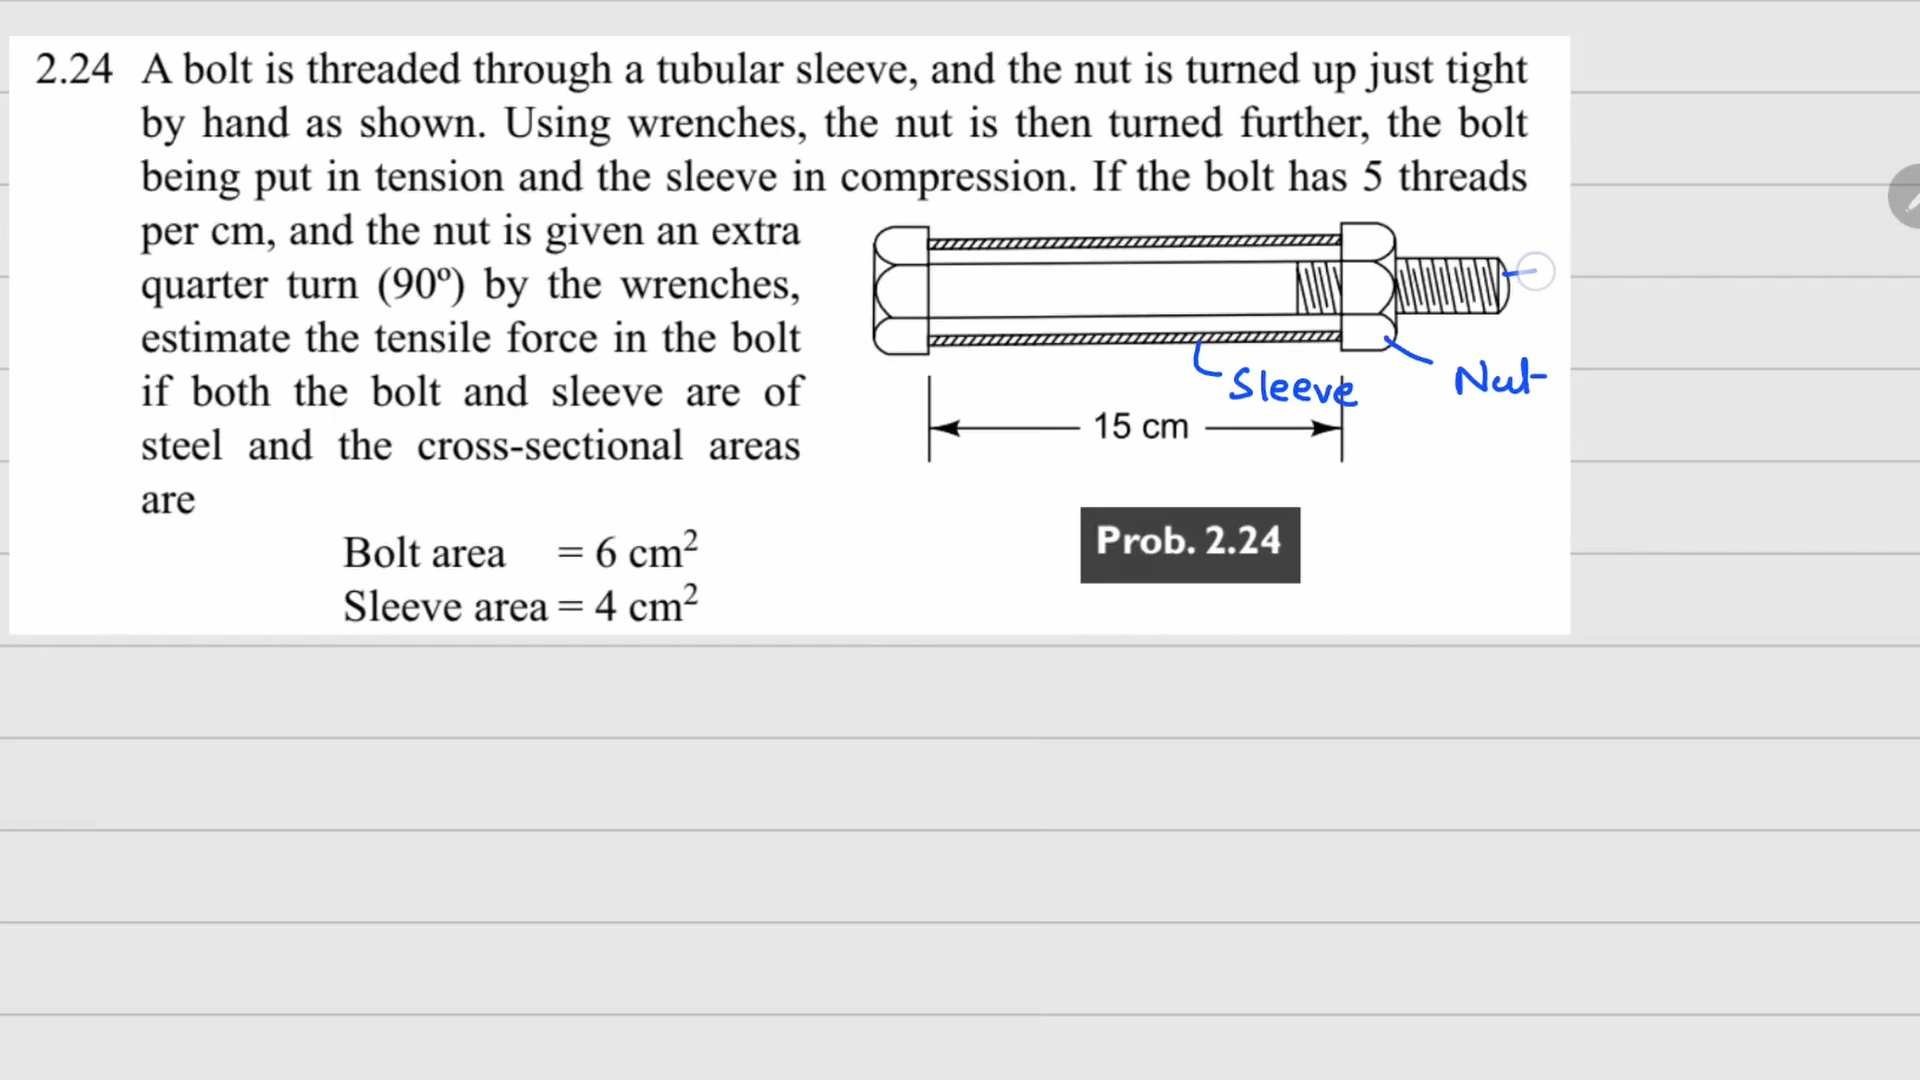 2.24 A bolt is threaded through a tubular sleeve, and the nut is turned up just tight
by hand as shown. Using wrenches, the nut is then turned further, the bolt
being put in tension and the sleeve in compression. If the bolt has 5 threads
per cm, and the nut is given an extra
quarter turn (90º) by the wrenches,
estimate the tensile force in the bolt
if both the bolt and sleeve are of
steel and the cross-sectional areas
are
Bolt area = 6 cm²
Sleeve area = 4 cm²
Sleeve
Nut
15 cm
Prob. 2.24